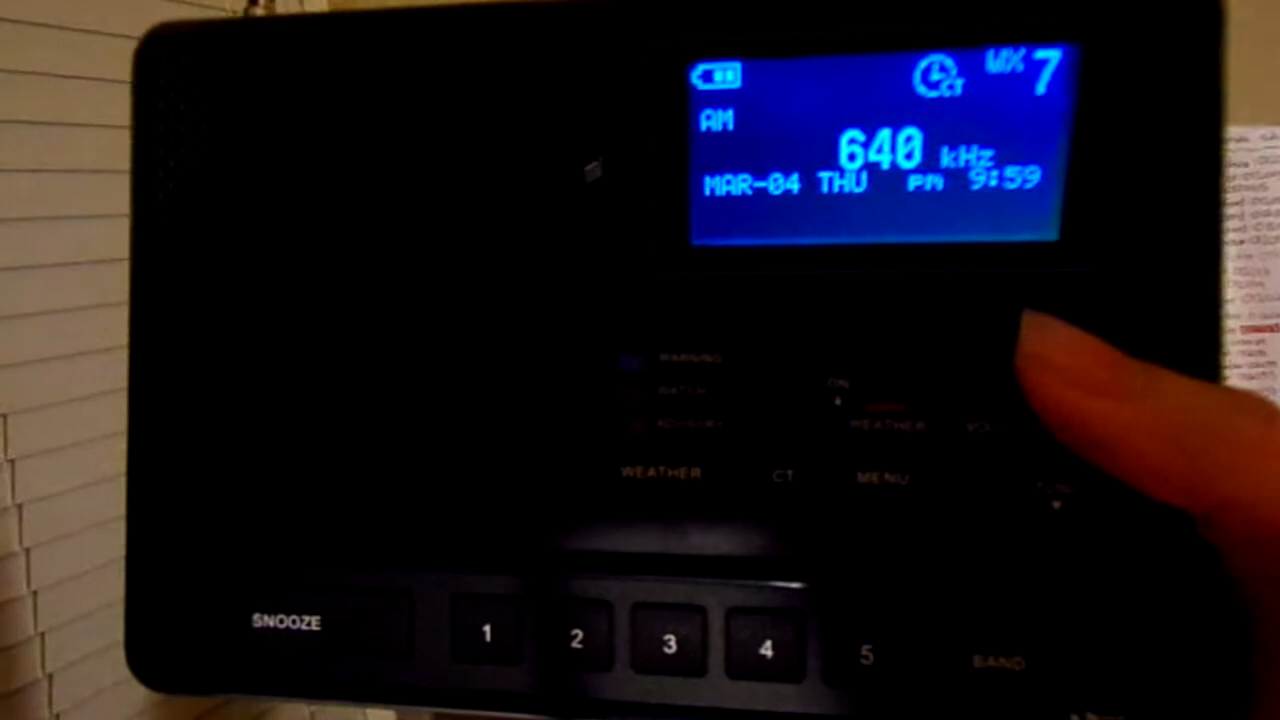 WX 7
CT
AM
640 kHz
MAR-04 THU PM 9:59
WARNING
WATCH
ADVISORY
ON
WEATHER
WEATHER CT MENU
SNOOZE 1 2 3 4 5 BAND